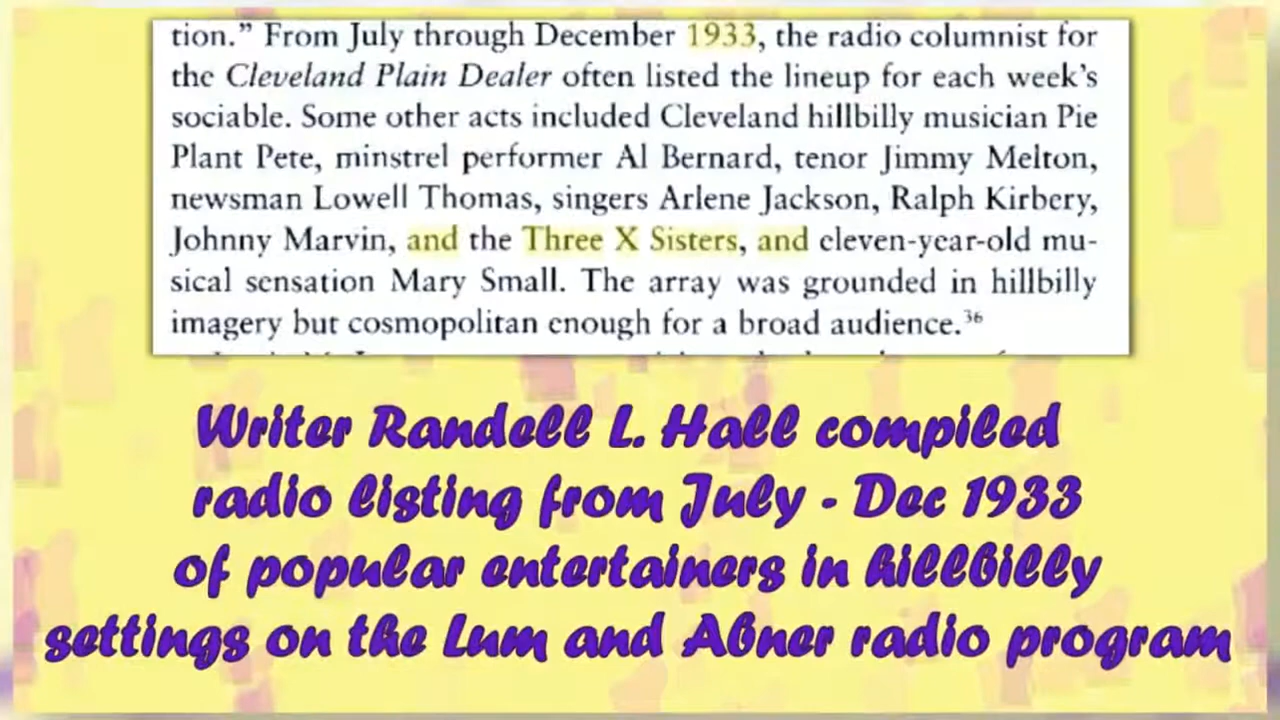 tion.” From July through December 1933, the radio columnist for
the Cleveland Plain Dealer often listed the lineup for each week’s
sociable. Some other acts included Cleveland hillbilly musician Pie
Plant Pete, minstrel performer Al Bernard, tenor Jimmy Melton,
newsman Lowell Thomas, singers Arlene Jackson, Ralph Kirbery,
Johnny Marvin, and the Three X Sisters, and cleven-year-old mu-
sical sensation Mary Small. The array was grounded in hillbilly
imagery but cosmopolitan enough for a broad audience.36
Writer Randell L. Hall compiled
radio listing from July - Dec 1933
of popular entertainers in hillbilly
settings on the Lum and Abner radio program